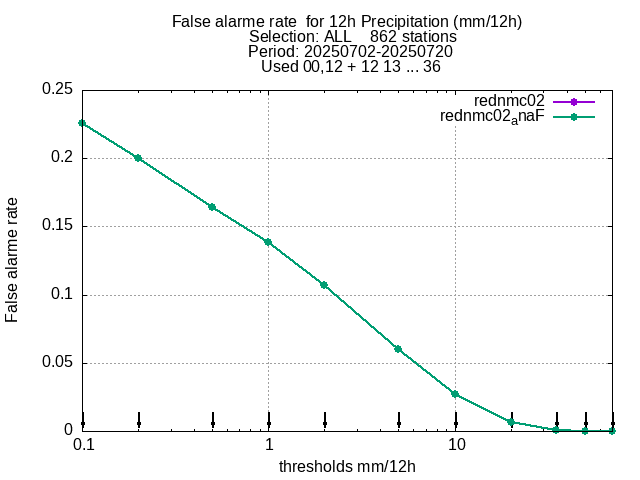 False alarme rate  for 12h Precipitation (mm/12h)
Selection: ALL    862 stations
Period: 20250702-20250720
Used 00,12 + 12 13 ... 36
rednmc02
rednmc02anaF
0.25
0.2
0.15
0.1
0.05
0
False alarme rate
0.1 1 10
thresholds mm/12h